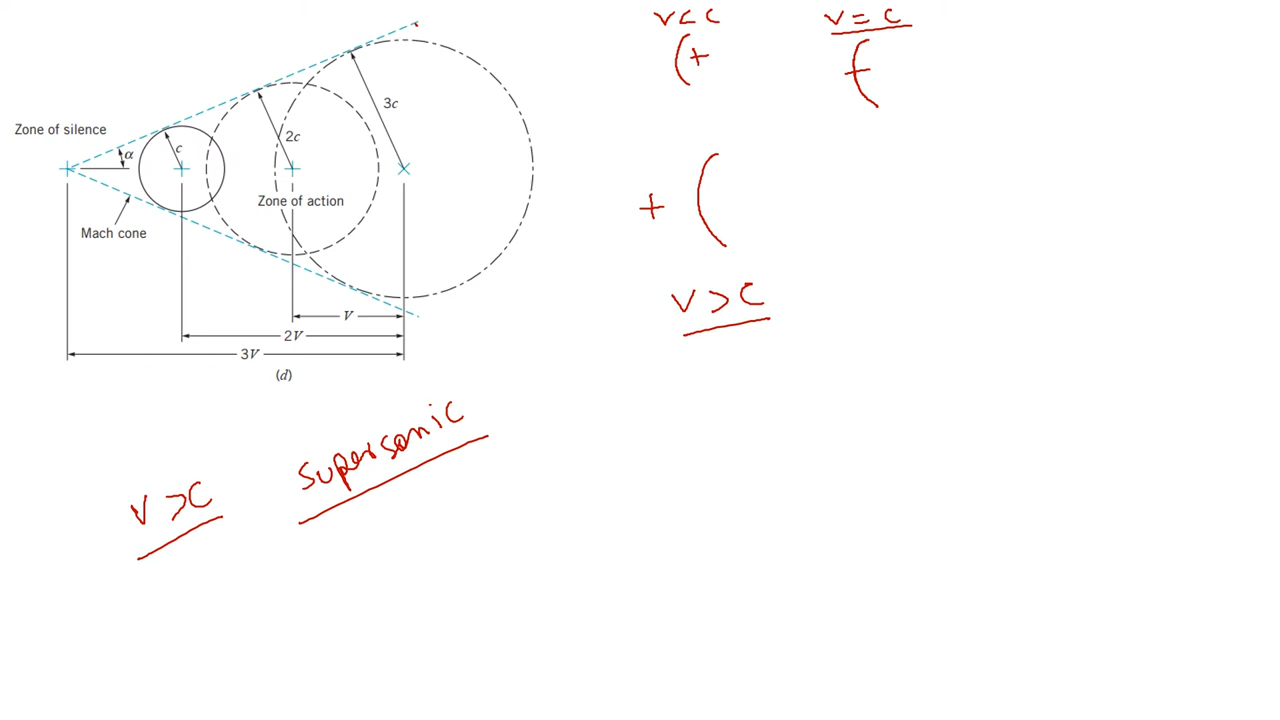 Zone of silence
α
c
2c
3c
Zone of action
Mach cone
V
2V
3V
(d)
v < c
v = c
v > c
v > c
supersonic